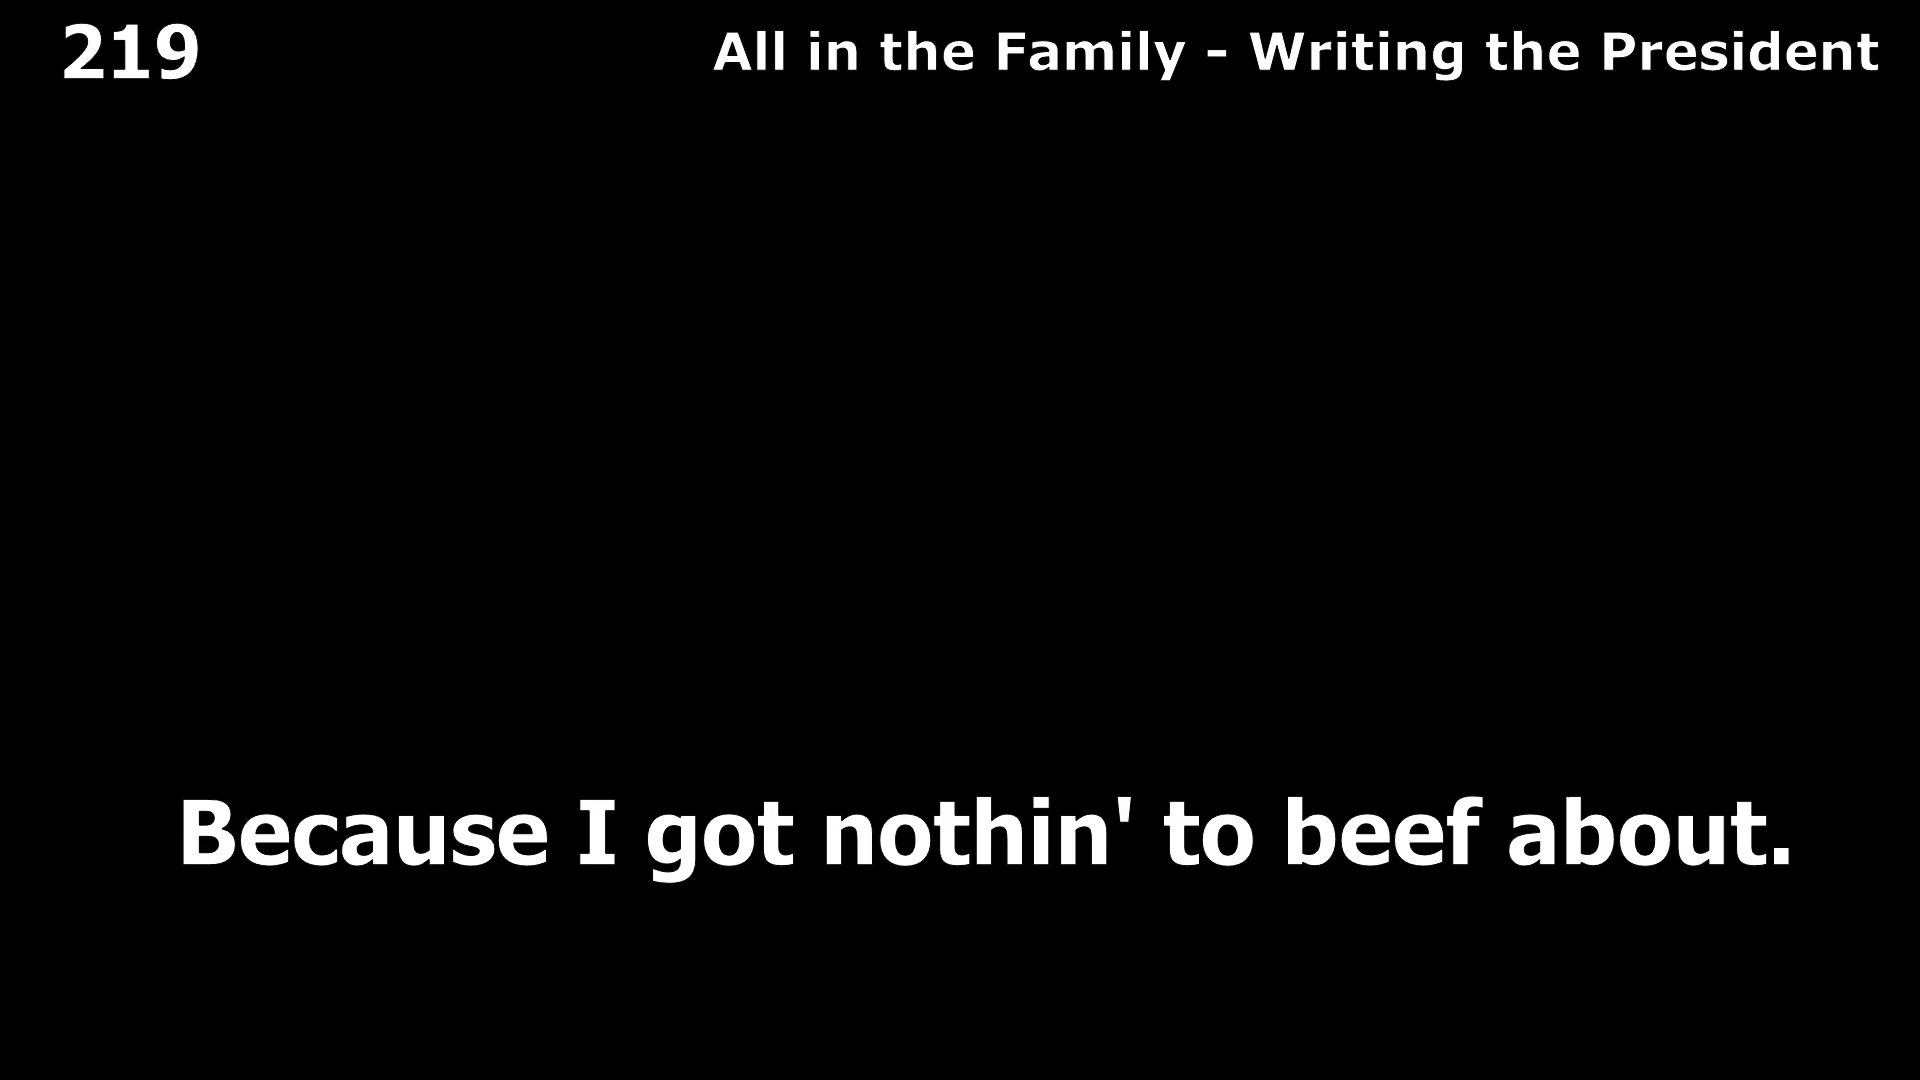 219
All in the Family - Writing the President
Because I got nothin' to beef about.